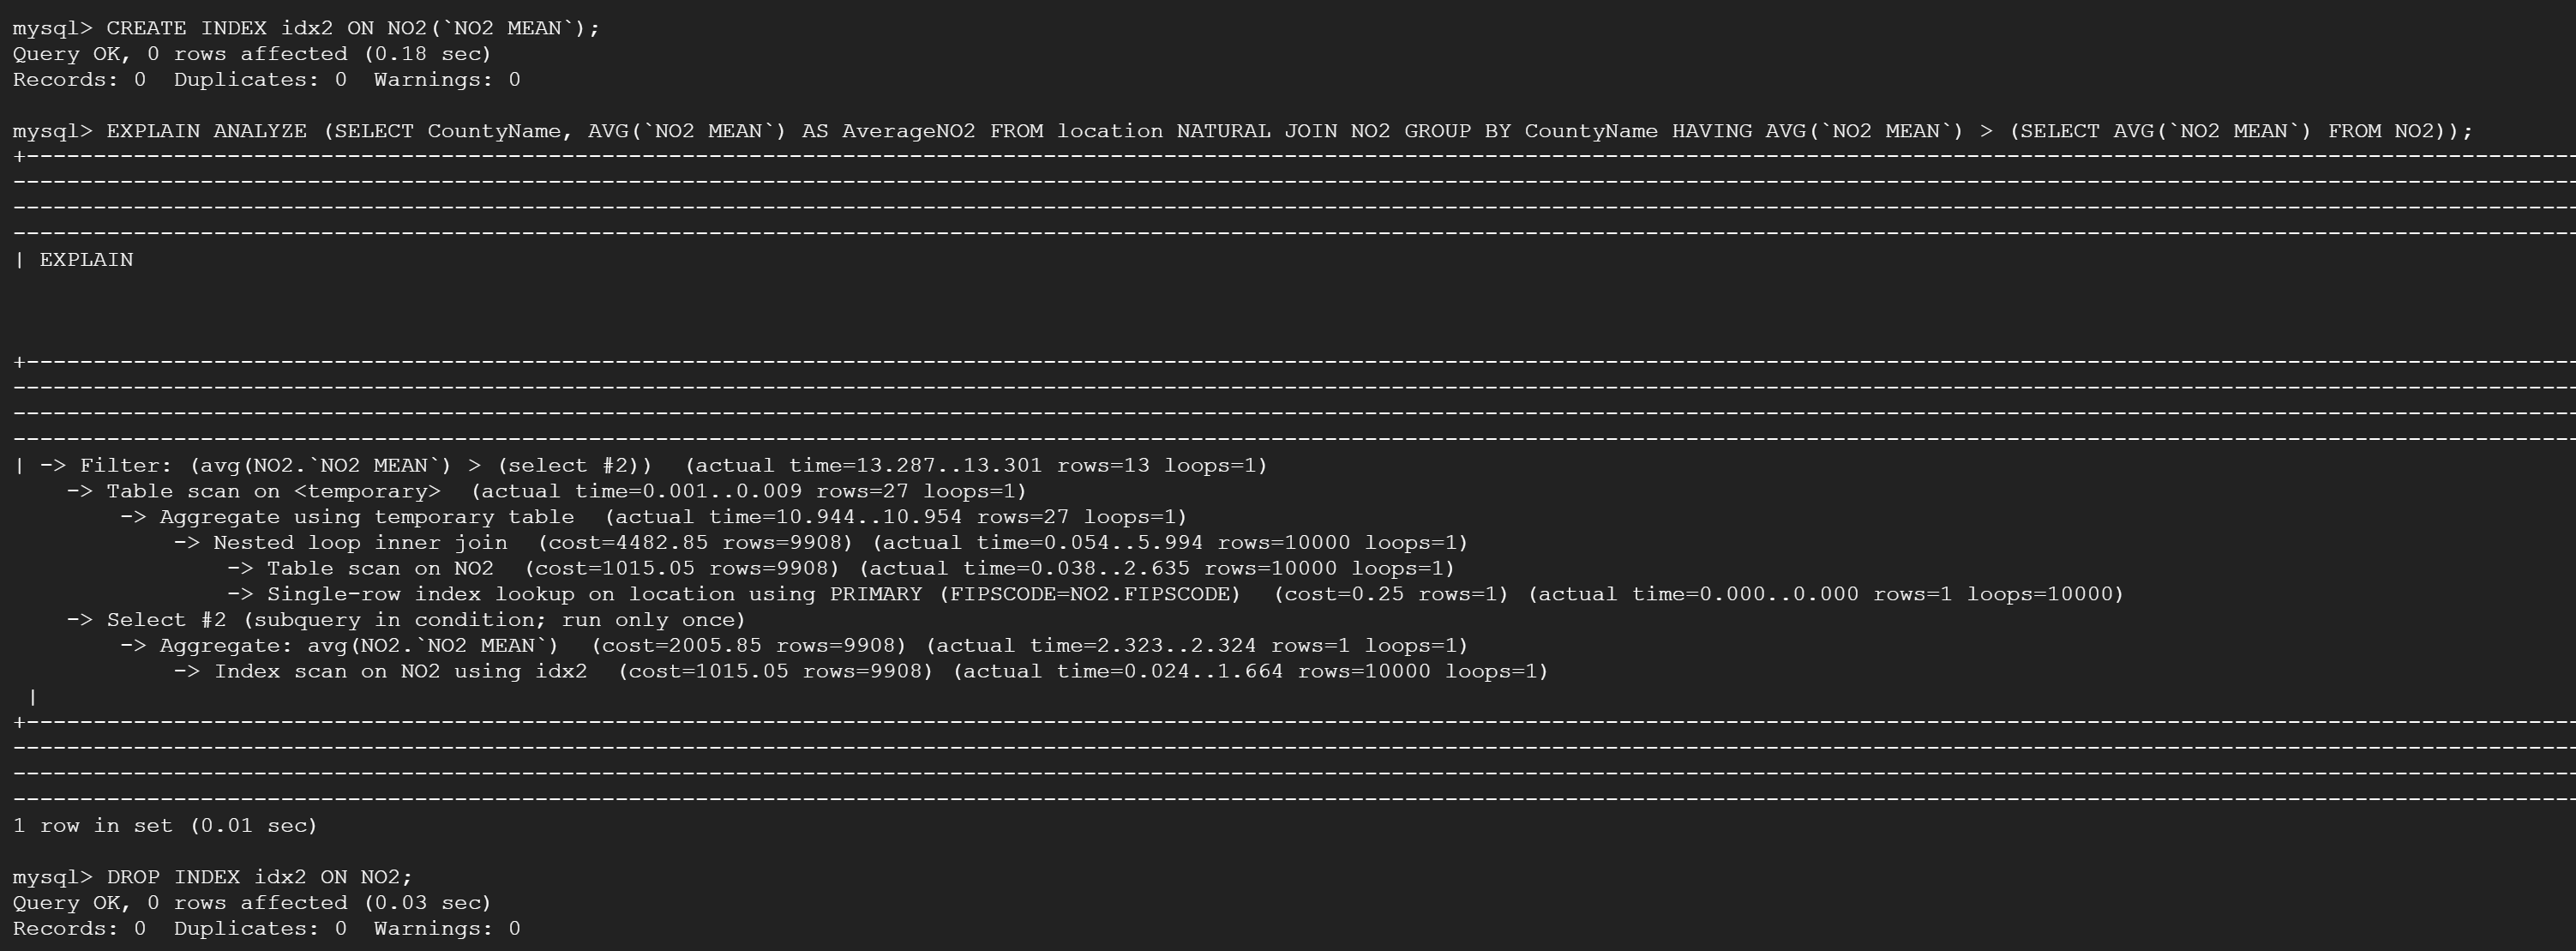 mysql> CREATE INDEX idx2 ON NO2(`NO2 MEAN`);
Query OK, 0 rows affected (0.18 sec)
Records: 0  Duplicates: 0  Warnings: 0
mysql> EXPLAIN ANALYZE (SELECT CountyName, AVG(`NO2 MEAN`) AS AverageNO2 FROM location NATURAL JOIN NO2 GROUP BY CountyName HAVING AVG(`NO2 MEAN`) > (SELECT AVG(`NO2 MEAN`) FROM NO2));
| EXPLAIN
| -> Filter: (avg(NO2.`NO2 MEAN`) > (select #2))  (actual time=13.287..13.301 rows=13 loops=1)
    -> Table scan on <temporary>  (actual time=0.001..0.009 rows=27 loops=1)
        -> Aggregate using temporary table  (actual time=10.944..10.954 rows=27 loops=1)
            -> Nested loop inner join  (cost=4482.85 rows=9908) (actual time=0.054..5.994 rows=10000 loops=1)
                -> Table scan on NO2  (cost=1015.05 rows=9908) (actual time=0.038..2.635 rows=10000 loops=1)
                -> Single-row index lookup on location using PRIMARY (FIPSCODE=NO2.FIPSCODE)  (cost=0.25 rows=1) (actual time=0.000..0.000 rows=1 loops=10000)
    -> Select #2 (subquery in condition; run only once)
        -> Aggregate: avg(NO2.`NO2 MEAN`)  (cost=2005.85 rows=9908) (actual time=2.323..2.324 rows=1 loops=1)
            -> Index scan on NO2 using idx2  (cost=1015.05 rows=9908) (actual time=0.024..1.664 rows=10000 loops=1)
 |
1 row in set (0.01 sec)
mysql> DROP INDEX idx2 ON NO2;
Query OK, 0 rows affected (0.03 sec)
Records: 0  Duplicates: 0  Warnings: 0